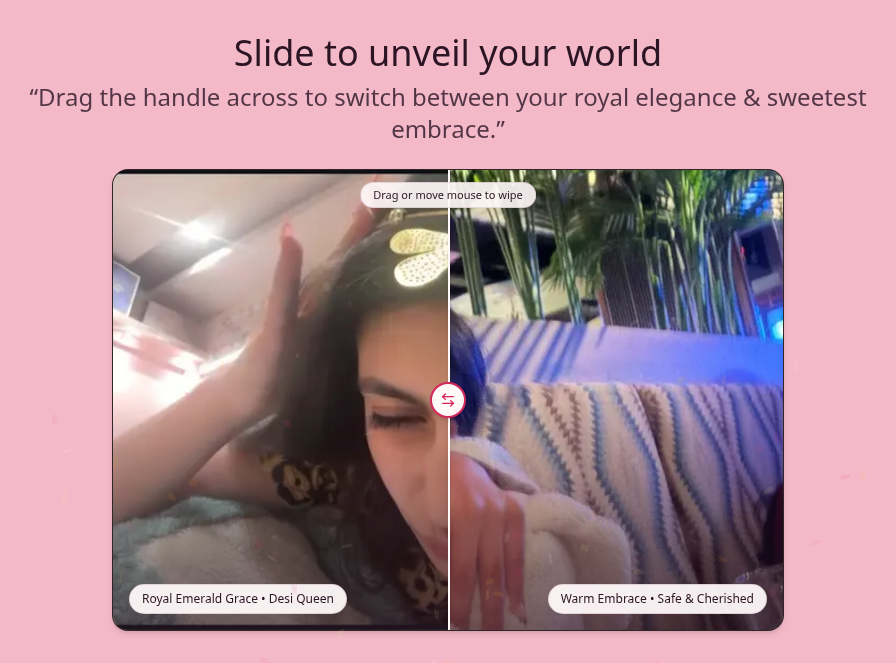 Slide to unveil your world
“Drag the handle across to switch between your royal elegance & sweetest
embrace.”
Drag or move mouse to wipe
Royal Emerald Grace • Desi Queen
Warm Embrace • Safe & Cherished